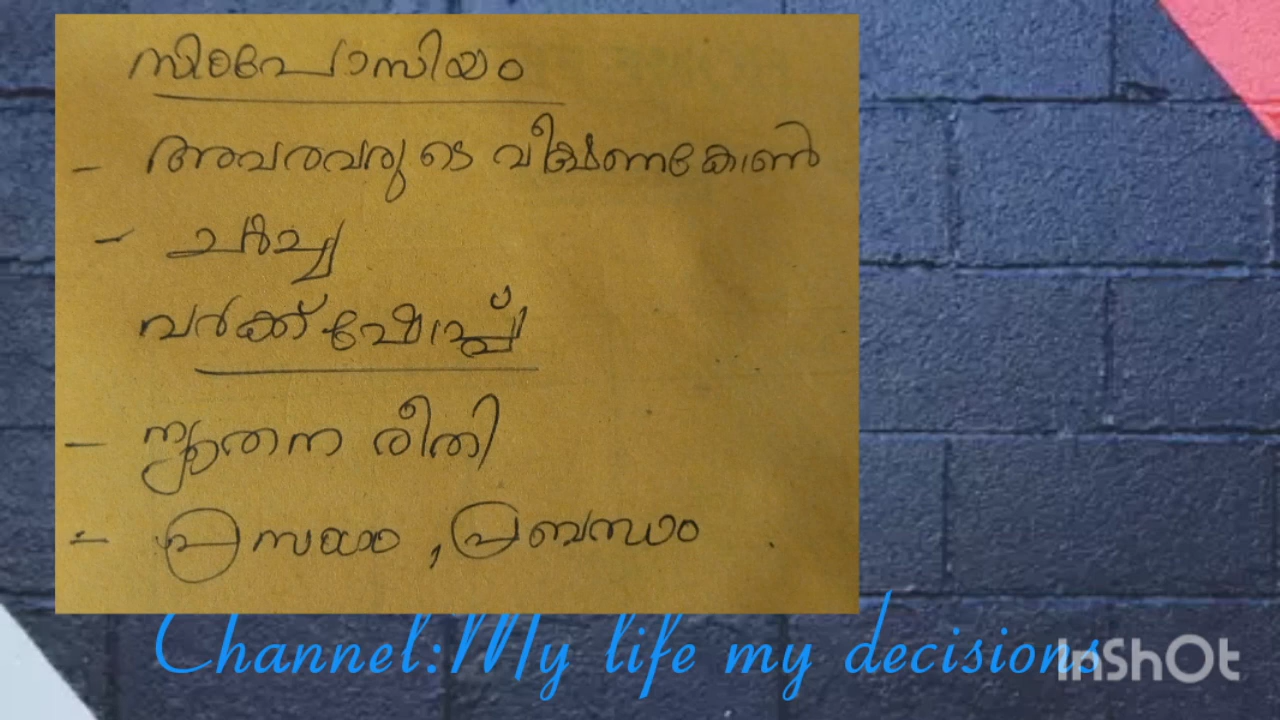 സിംപോസിയം
- അവരവരുടെ വീക്ഷണകോൺ
- ചർച്ച
വർക്ക്ഷോപ്പ്
- നൂതന രീതി
- പ്രസംഗം, പ്രബന്ധം.
Channel:My life my decisions
InShOt